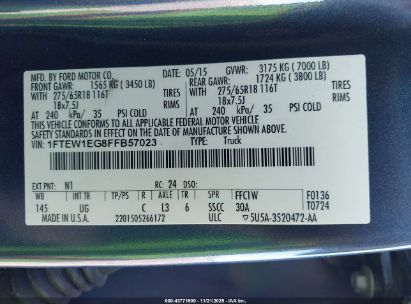 MFD. BY FORD MOTOR CO.
05/15 GVWR: 3175 KG ( 7000 LB)
FRONT GAWR: 1565 KG ( 3450 LB) REAR GAWR: 1724 KG ( 3800 LB)
WITH 275/65R18 116T TIRES WITH 275/65R18 116T TIRES
18x7.5J RIMS 18x7.5J RIMS
AT 240 kPa/ 35 PSI COLD AT 240 kPa/ 35 PSI COLD
THIS VEHICLE CONFORMS TO ALL APPLICABLE FEDERAL MOTOR VEHICLE
SAFETY STANDARDS IN EFFECT ON THE DATE OF MANUFACTURE SHOWN ABOVE.
VIN: 1FTEW1EG8FFB57023 TYPE: Truck
EXT PNT: N1 RC: 24 DSO: F0136
WB INT TR TP/PS R AXLE TR SPR FFC1W T0724
145 UG C L3 6 SSCC 30A
MADE IN U.S.A. 2201505266172 ULC 5U5A-3520472-AA